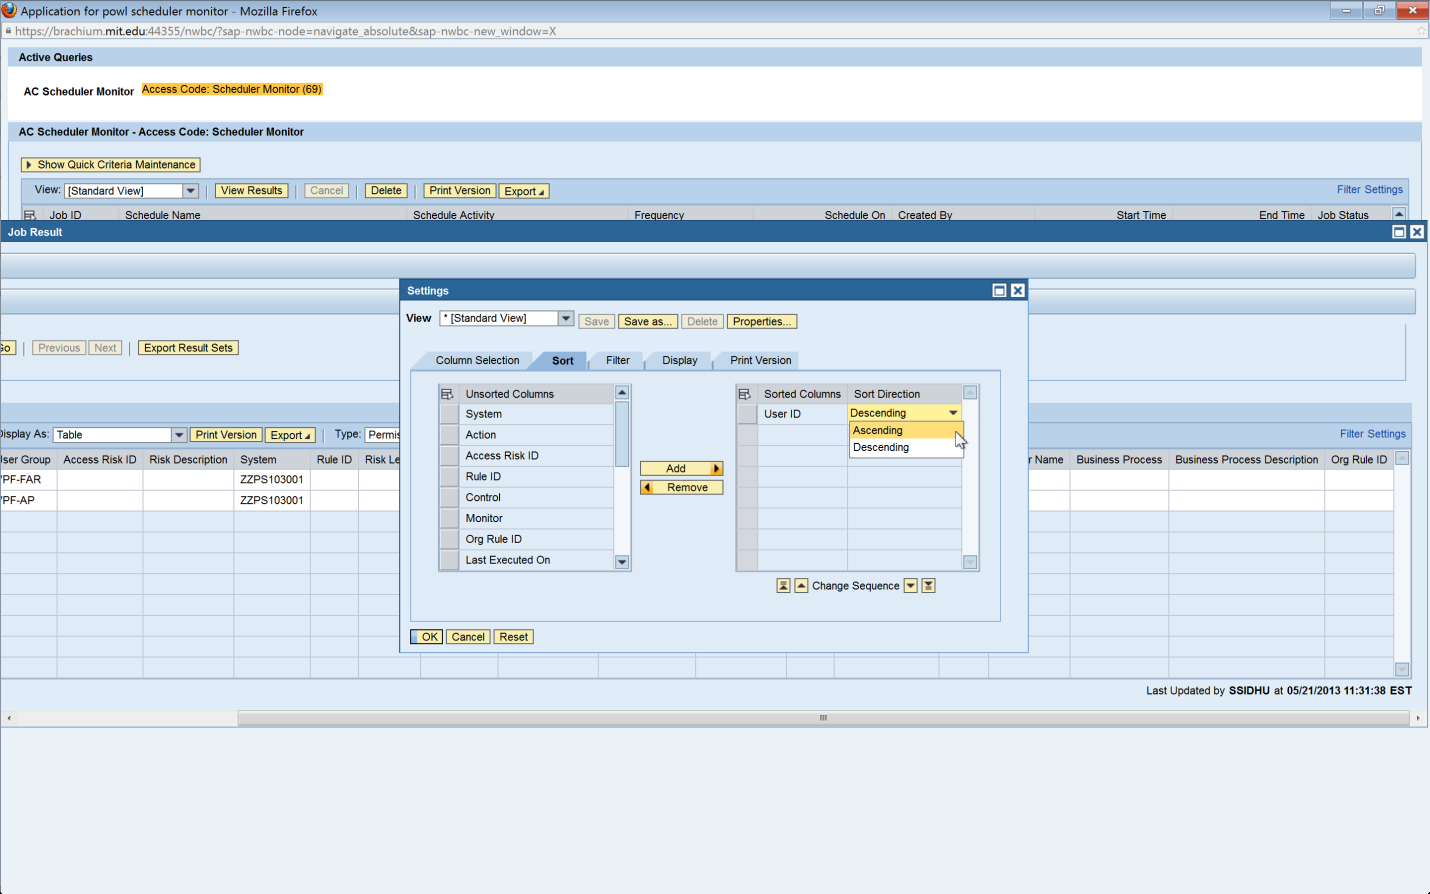 Application for powl scheduler monitor - Mozilla Firefox
https://brachium.mit.edu:44355/nwbc/?sap-nwbc-node=navigate_absolute&sap-nwbc-new_window=X
Active Queries
AC Scheduler Monitor Access Code: Scheduler Monitor (69)
AC Scheduler Monitor - Access Code: Scheduler Monitor
Show Quick Criteria Maintenance
View: [Standard View] View Results Cancel Delete Print Version Export Filter Settings
Job ID Schedule Name Schedule Activity Frequency Schedule On Created By Start Time End Time Job Status
Job Result
Settings
View * [Standard View] Save Save as... Delete Properties...
Go Previous Next Export Result Sets
Column Selection Sort Filter Display Print Version
Unsorted Columns
System
Action
Access Risk ID
Rule ID
Control
Monitor
Org Rule ID
Last Executed On
Add
Remove
Sorted Columns Sort Direction
User ID Descending
Ascending
Descending
Change Sequence
OK Cancel Reset
Display As: Table Print Version Export Type: Permis Filter Settings
User Group Access Risk ID Risk Description System Rule ID Risk Le r Name Business Process Business Process Description Org Rule ID
PF-FAR ZZPS103001
PF-AP ZZPS103001
Last Updated by SSIDHU at 05/21/2013 11:31:38 EST